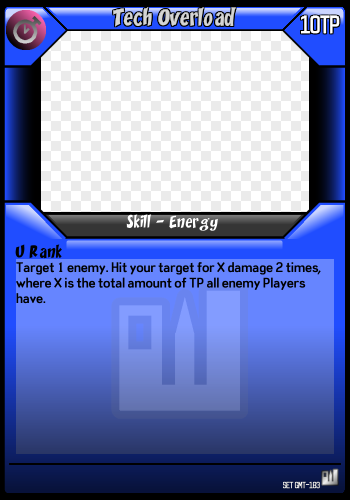 Tech Overload
10TP
Skill - Energy
U Rank
Target 1 enemy. Hit your target for X damage 2 times,
where X is the total amount of TP all enemy Players
have.
SET GMT-183